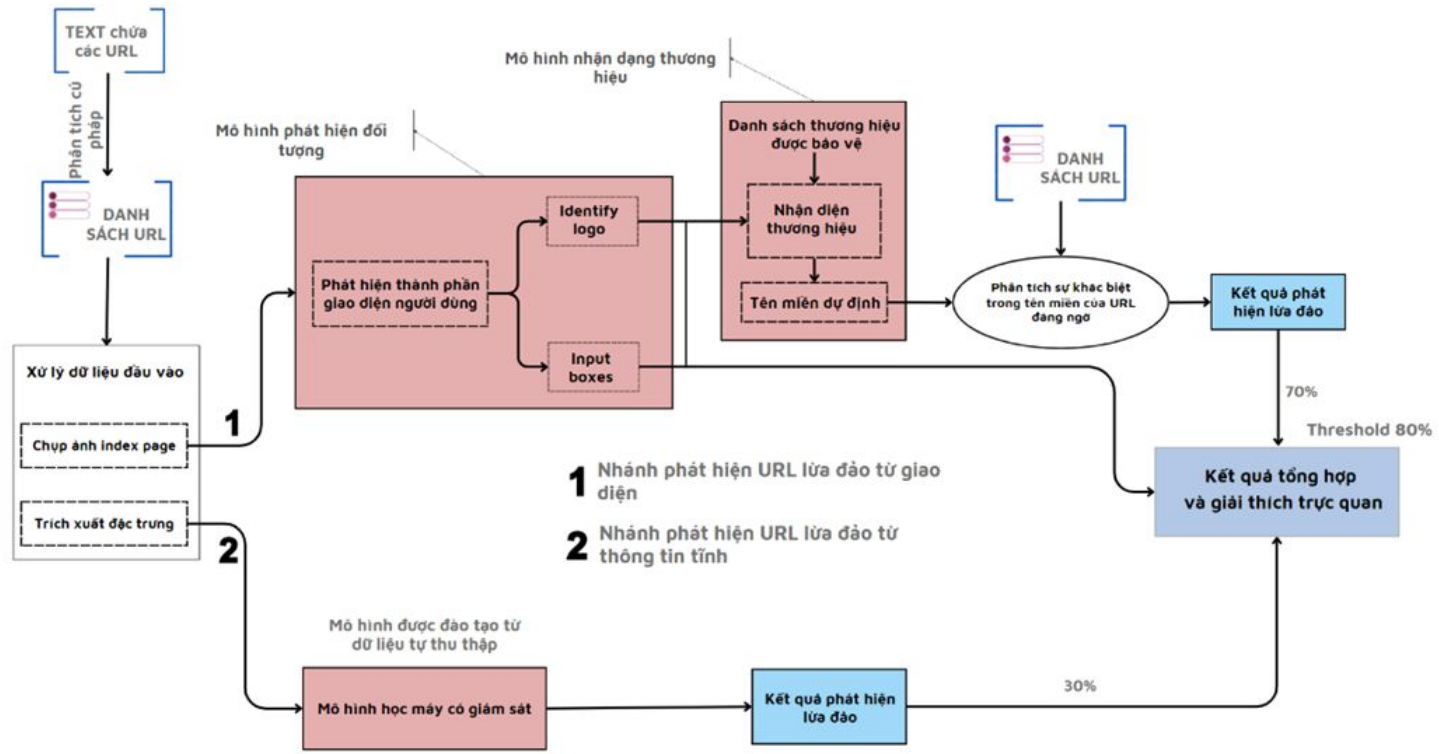 TEXT chứa
các URL
Phân tích cú
pháp
DANH
SÁCH URL
Xử lý dữ liệu đầu vào
Chụp ảnh index page
Trích xuất đặc trưng
1
2
Mô hình phát hiện đối
tượng
Phát hiện thành phần
giao diện người dùng
Identify
logo
Input
boxes
Mô hình nhận dạng thương
hiệu
Danh sách thương hiệu
được bảo vệ
Nhận diện
thương hiệu
Tên miền dự định
DANH
SÁCH URL
Phân tích sự khác biệt
trong tên miền của URL
đáng ngờ
Kết quả phát
hiện lừa đảo
70%
Threshold 80%
Kết quả tổng hợp
và giải thích trực quan
1 Nhánh phát hiện URL lừa đảo từ giao
diện
2 Nhánh phát hiện URL lừa đảo từ
thông tin tĩnh
Mô hình được đào tạo từ
dữ liệu tự thu thập
Mô hình học máy có giám sát
Kết quả phát hiện
lừa đảo
30%